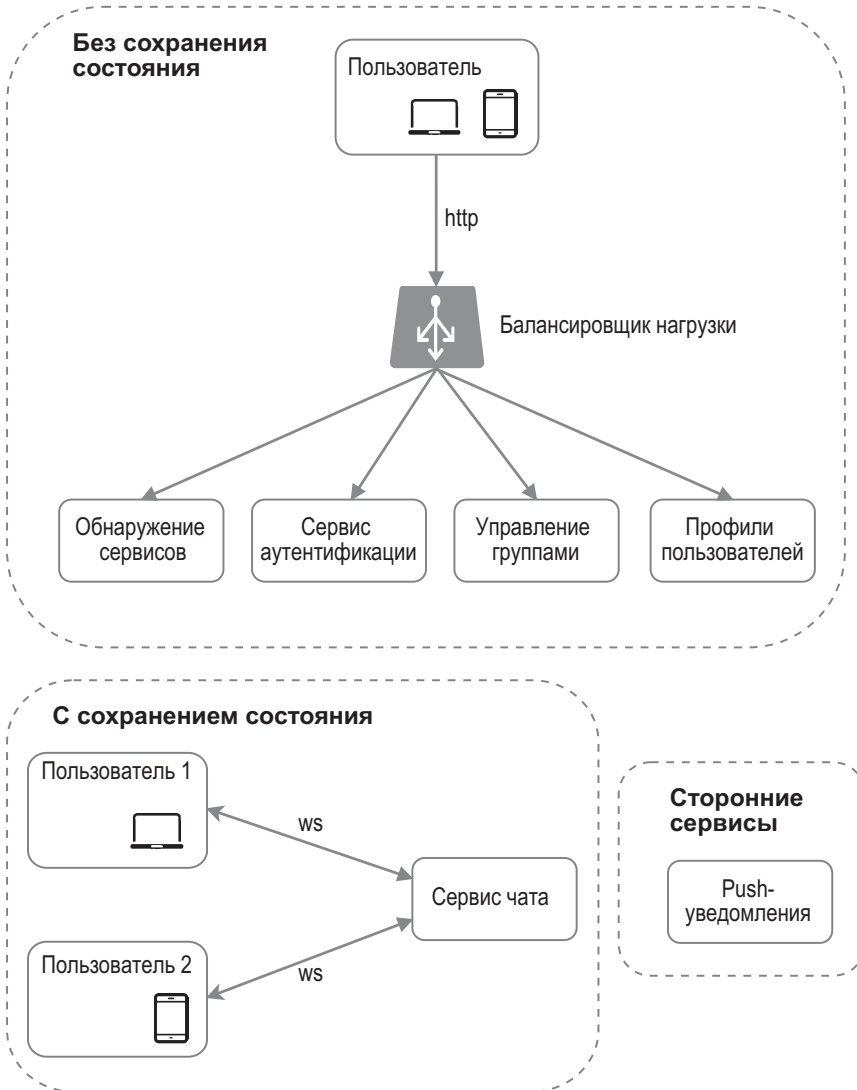 Без сохранения
состояния
Пользователь
http
Балансировщик нагрузки
Обнаружение
сервисов
Сервис
аутентификации
Управление
группами
Профили
пользователей
С сохранением состояния
Пользователь 1
ws
Сервис чата
Пользователь 2
ws
Сторонние
сервисы
Push-
уведомления